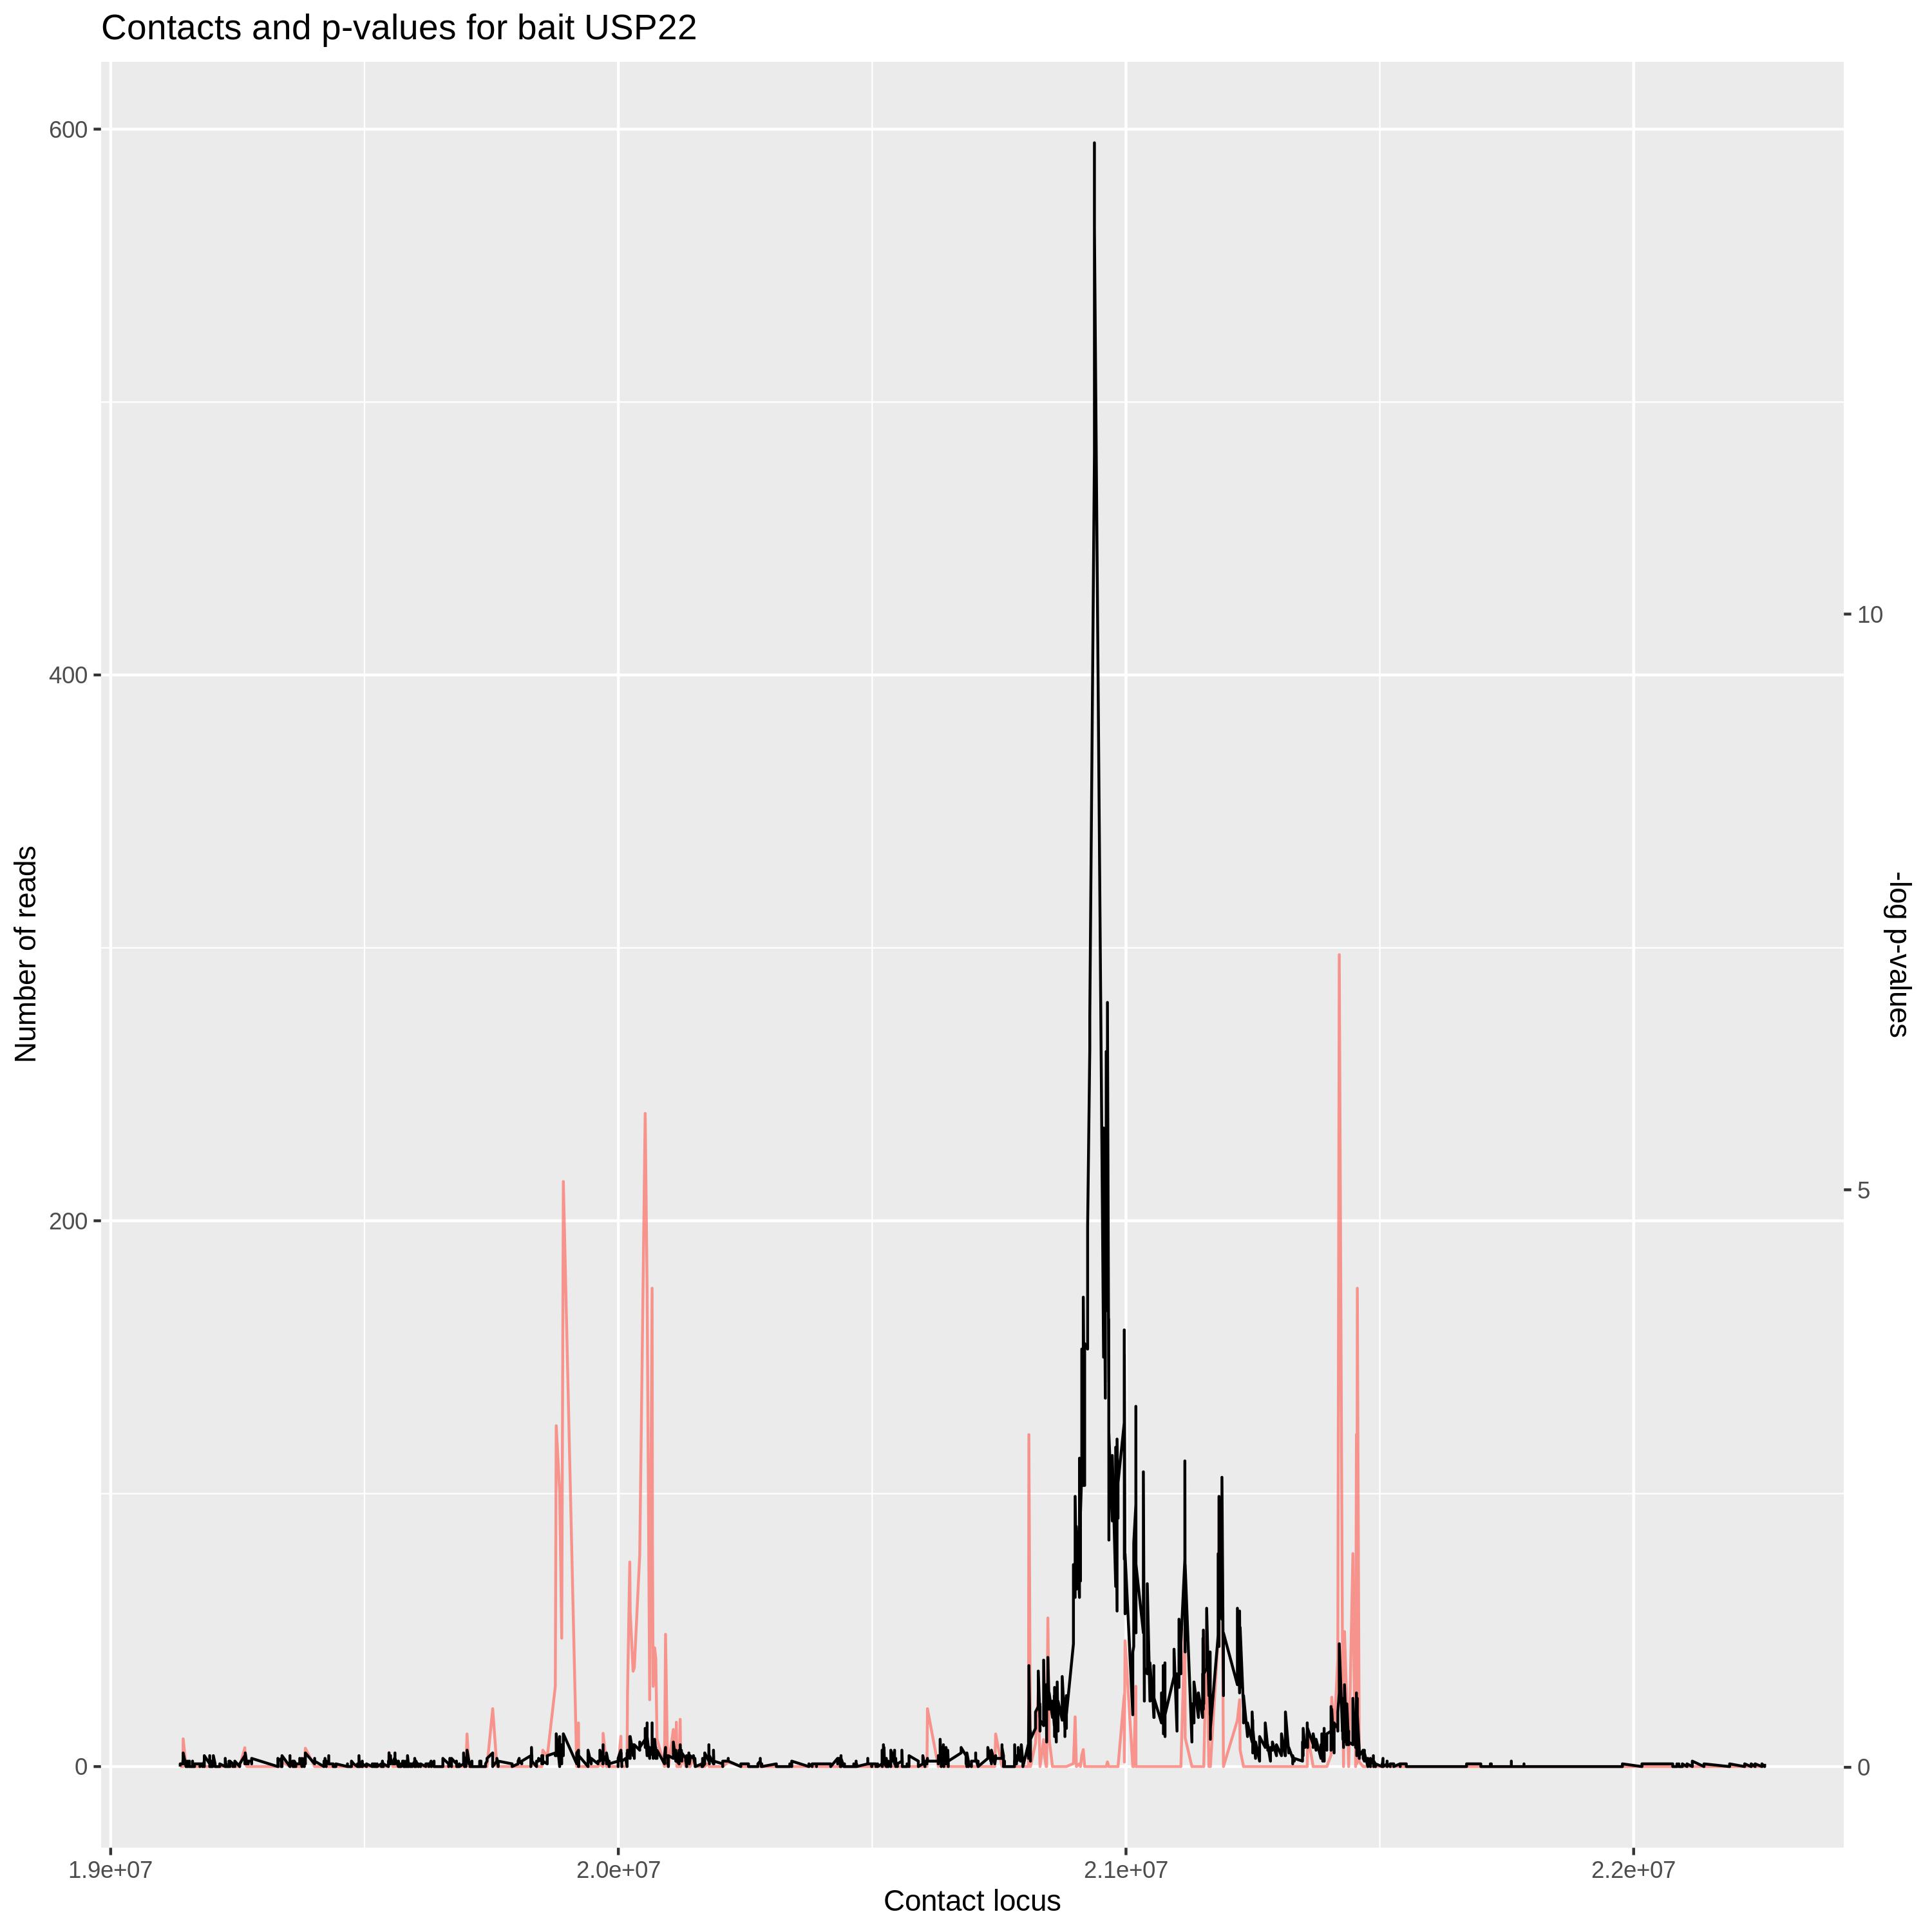 Contacts and p-values for bait USP22
600
400
200
0
10
5
0
Number of reads
-log p-values
1.9e+07 2.0e+07 2.1e+07 2.2e+07
Contact locus